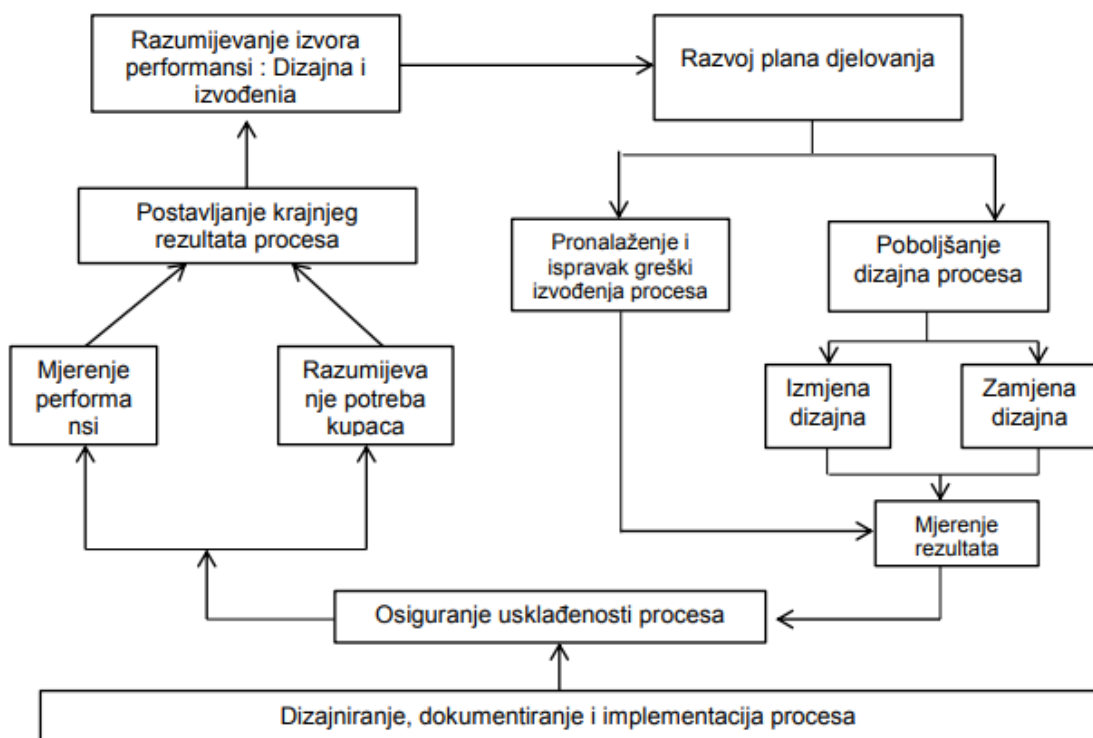 Razumijevanje izvora
performansi : Dizajna i
izvođenia
Razvoj plana djelovanja
Postavljanje krajnjeg
rezultata procesa
Pronalaženje i
ispravak greški
izvođenja procesa
Poboljšanje
dizajna procesa
Mjerenje
performa
nsi
Razumijeva
nje potreba
kupaca
Izmjena
dizajna
Zamjena
dizajna
Mjerenje
rezultata
Osiguranje usklađenosti procesa
Dizajniranje, dokumentiranje i implementacija procesa